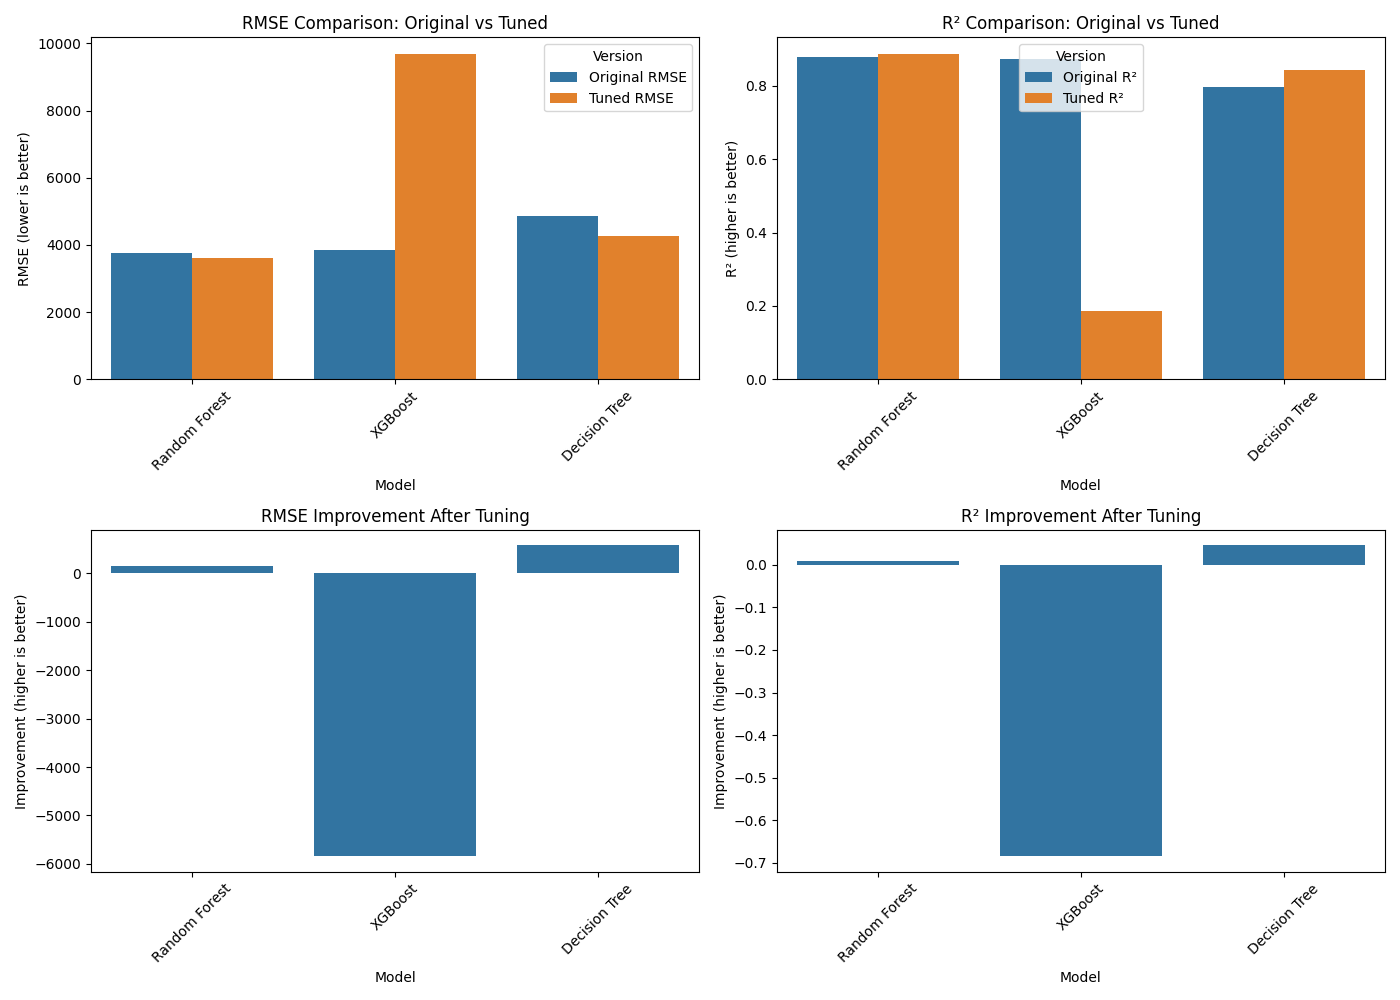 RMSE Comparison: Original vs Tuned
RMSE (lower is better)
10000
8000
6000
4000
2000
0
Version
Original RMSE
Tuned RMSE
Random Forest
XGBoost
Decision Tree
Model
R² Comparison: Original vs Tuned
R² (higher is better)
0.8
0.6
0.4
0.2
0.0
Version
Original R²
Tuned R²
Random Forest
XGBoost
Decision Tree
Model
RMSE Improvement After Tuning
Improvement (higher is better)
0
−1000
−2000
−3000
−4000
−5000
−6000
Random Forest
XGBoost
Decision Tree
Model
R² Improvement After Tuning
Improvement (higher is better)
0.0
−0.1
−0.2
−0.3
−0.4
−0.5
−0.6
−0.7
Random Forest
XGBoost
Decision Tree
Model